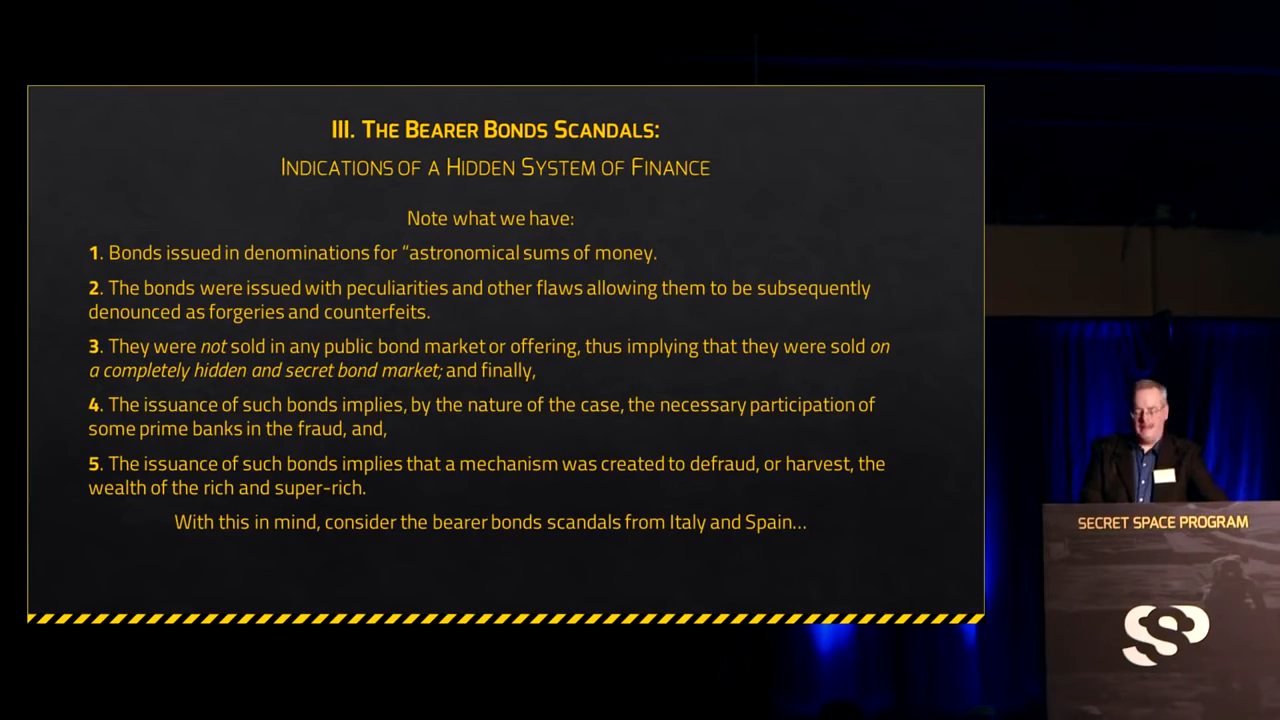 III. THE BEARER BONDS SCANDALS:
INDICATIONS OF A HIDDEN SYSTEM OF FINANCE
Note what we have:
1. Bonds issued in denominations for “astronomical sums of money.
2. The bonds were issued with peculiarities and other flaws allowing them to be subsequently
denounced as forgeries and counterfeits.
3. They were not sold in any public bond market or offering, thus implying that they were sold on
a completely hidden and secret bond market; and finally,
4. The issuance of such bonds implies, by the nature of the case, the necessary participation of
some prime banks in the fraud, and,
5. The issuance of such bonds implies that a mechanism was created to defraud, or harvest, the
wealth of the rich and super-rich.
With this in mind, consider the bearer bonds scandals from Italy and Spain...
SECRET SPACE PROGRAM
SSP